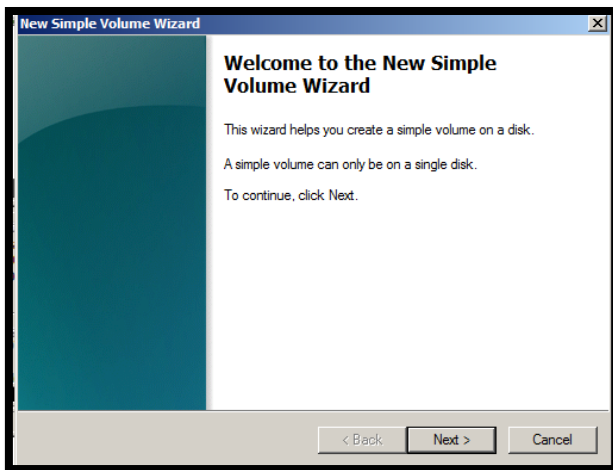 New Simple Volume Wizard
Welcome to the New Simple
Volume Wizard
This wizard helps you create a simple volume on a disk.
A simple volume can only be on a single disk.
To continue, click Next.
< Back
Next >
Cancel